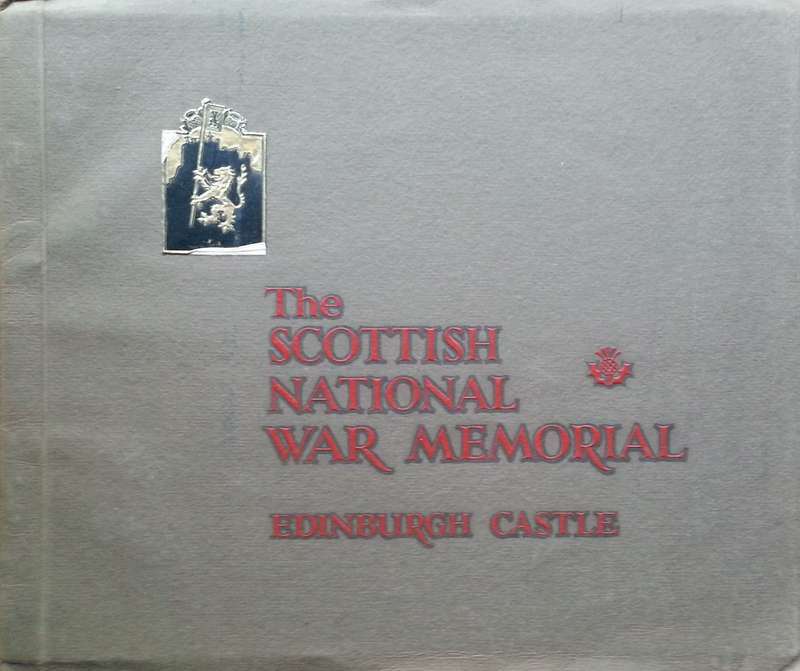 The
SCOTTISH
NATIONAL
WAR MEMORIAL
EDINBURGH CASTLE